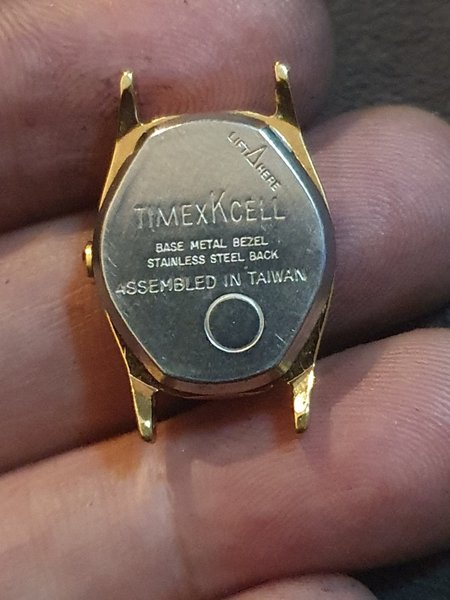 LIFT HERE
TIMEX K CELL
BASE METAL BEZEL
STAINLESS STEEL BACK
ASSEMBLED IN TAIWAN